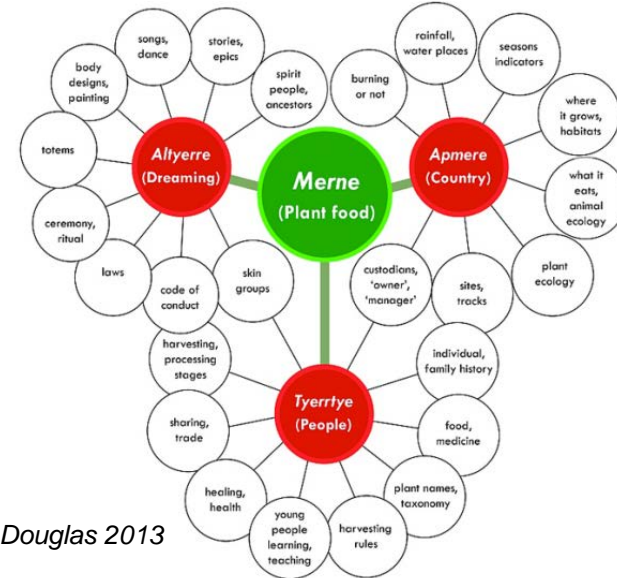 Merne
(Plant food)
Altyerre
(Dreaming)
songs,
dance
stories,
epics
spirit
people,
ancestors
body
designs,
painting
totems
ceremony,
ritual
laws
code of
conduct
skin
groups
Apmere
(Country)
burning
or not
rainfall,
water places
seasons
indicators
where
it grows,
habitats
what it
eats,
animal
ecology
plant
ecology
sites,
tracks
custodians,
'owner',
'manager'
Tyerrtye
(People)
harvesting,
processing
stages
sharing,
trade
healing,
health
young
people
learning,
teaching
harvesting
rules
plant names,
taxonomy
food,
medicine
individual,
family history
Douglas 2013